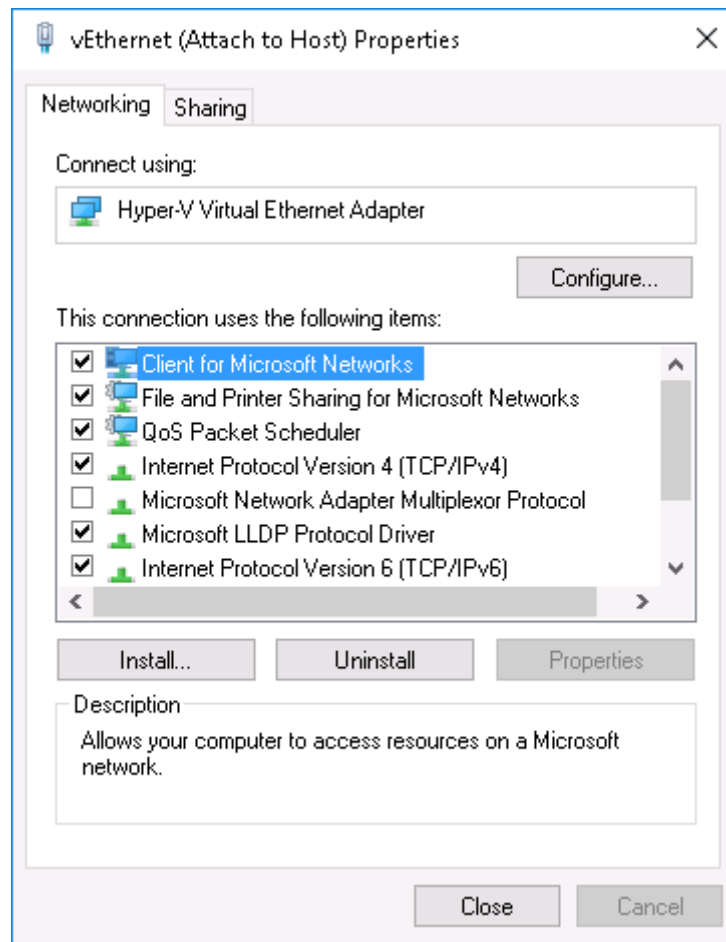 vEthernet (Attach to Host) Properties
Networking
Sharing
Connect using:
Hyper-V Virtual Ethernet Adapter
Configure...
This connection uses the following items:
Client for Microsoft Networks
File and Printer Sharing for Microsoft Networks
QoS Packet Scheduler
Internet Protocol Version 4 (TCP/IPv4)
Microsoft Network Adapter Multiplexor Protocol
Microsoft LLDP Protocol Driver
Internet Protocol Version 6 (TCP/IPv6)
Install...
Uninstall
Properties
Description
Allows your computer to access resources on a Microsoft
network.
Close
Cancel